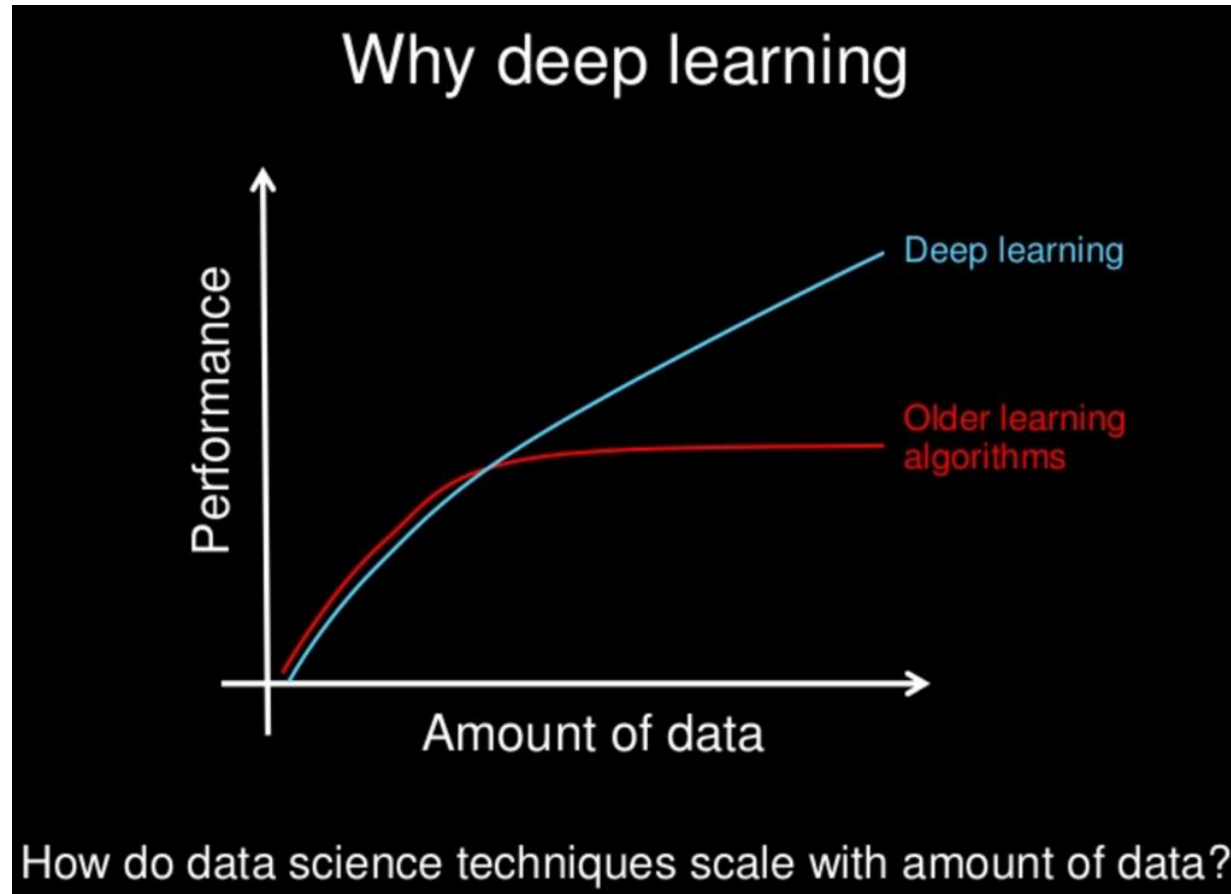 Why deep learning
Performance
Deep learning
Older learning
algorithms
Amount of data
How do data science techniques scale with amount of data?